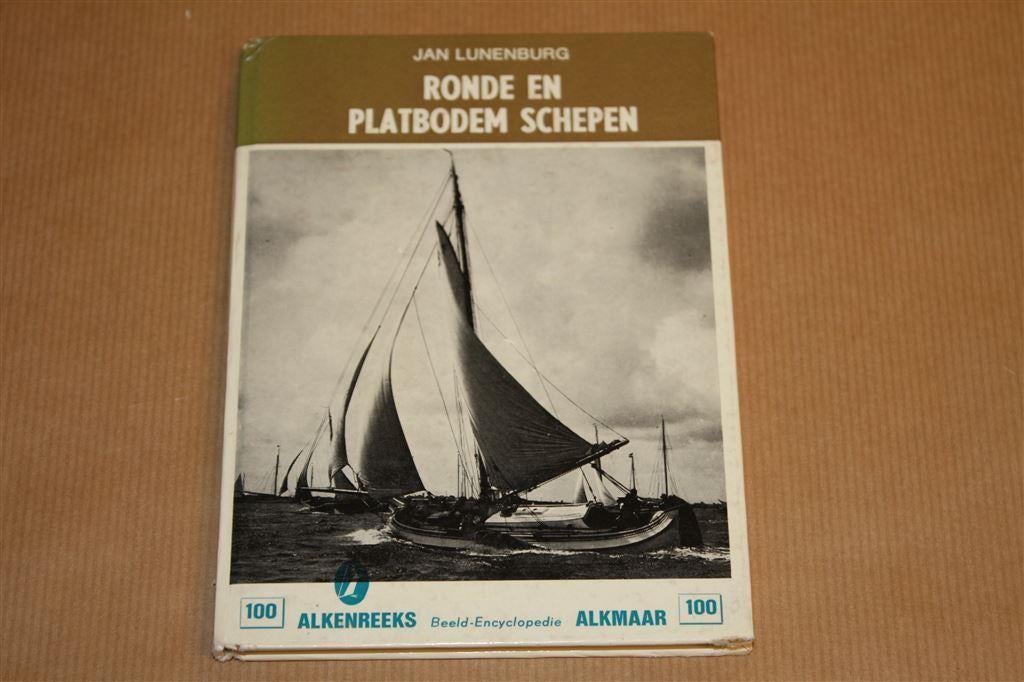 JAN LUNENBURG
RONDE EN
PLATBODEM SCHEPEN
100 ALKENREEKS Beeld-Encyclopedie ALKMAAR 100